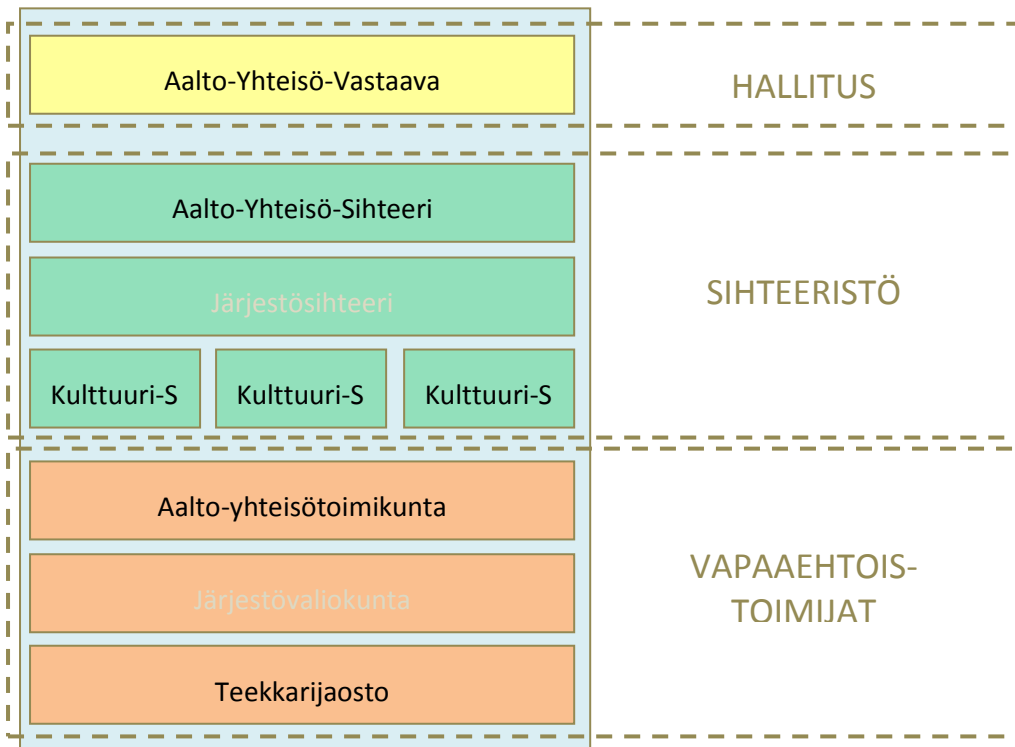 Aalto-Yhteisö-Vastaava
HALLITUS
Aalto-Yhteisö-Sihteeri
Järjestösihteeri
SIHTEERISTÖ
Kulttuuri-S Kulttuuri-S Kulttuuri-S
Aalto-yhteisötoimikunta
Järjestövaliokunta
VAPAAEHTOIS-
TOIMIJAT
Teekkarijaosto